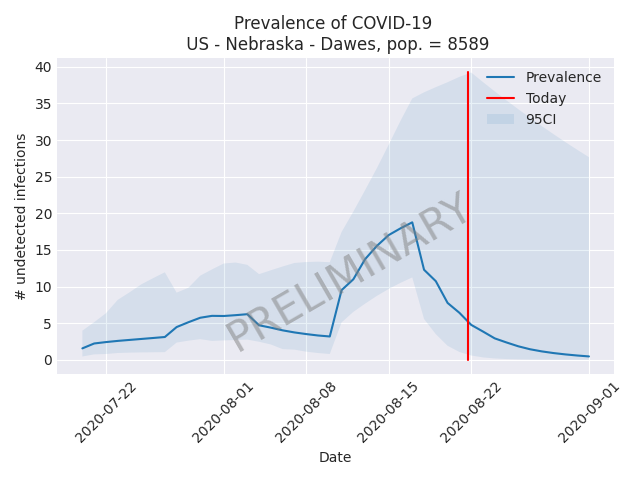 Prevalence of COVID-19
US - Nebraska - Dawes, pop. = 8589
40
35
30
25
20
15
10
5
0
# undetected infections
Prevalence
Today
95CI
PRELIMINARY
2020-07-22
2020-08-01
2020-08-08
2020-08-15
2020-08-22
2020-09-01
Date